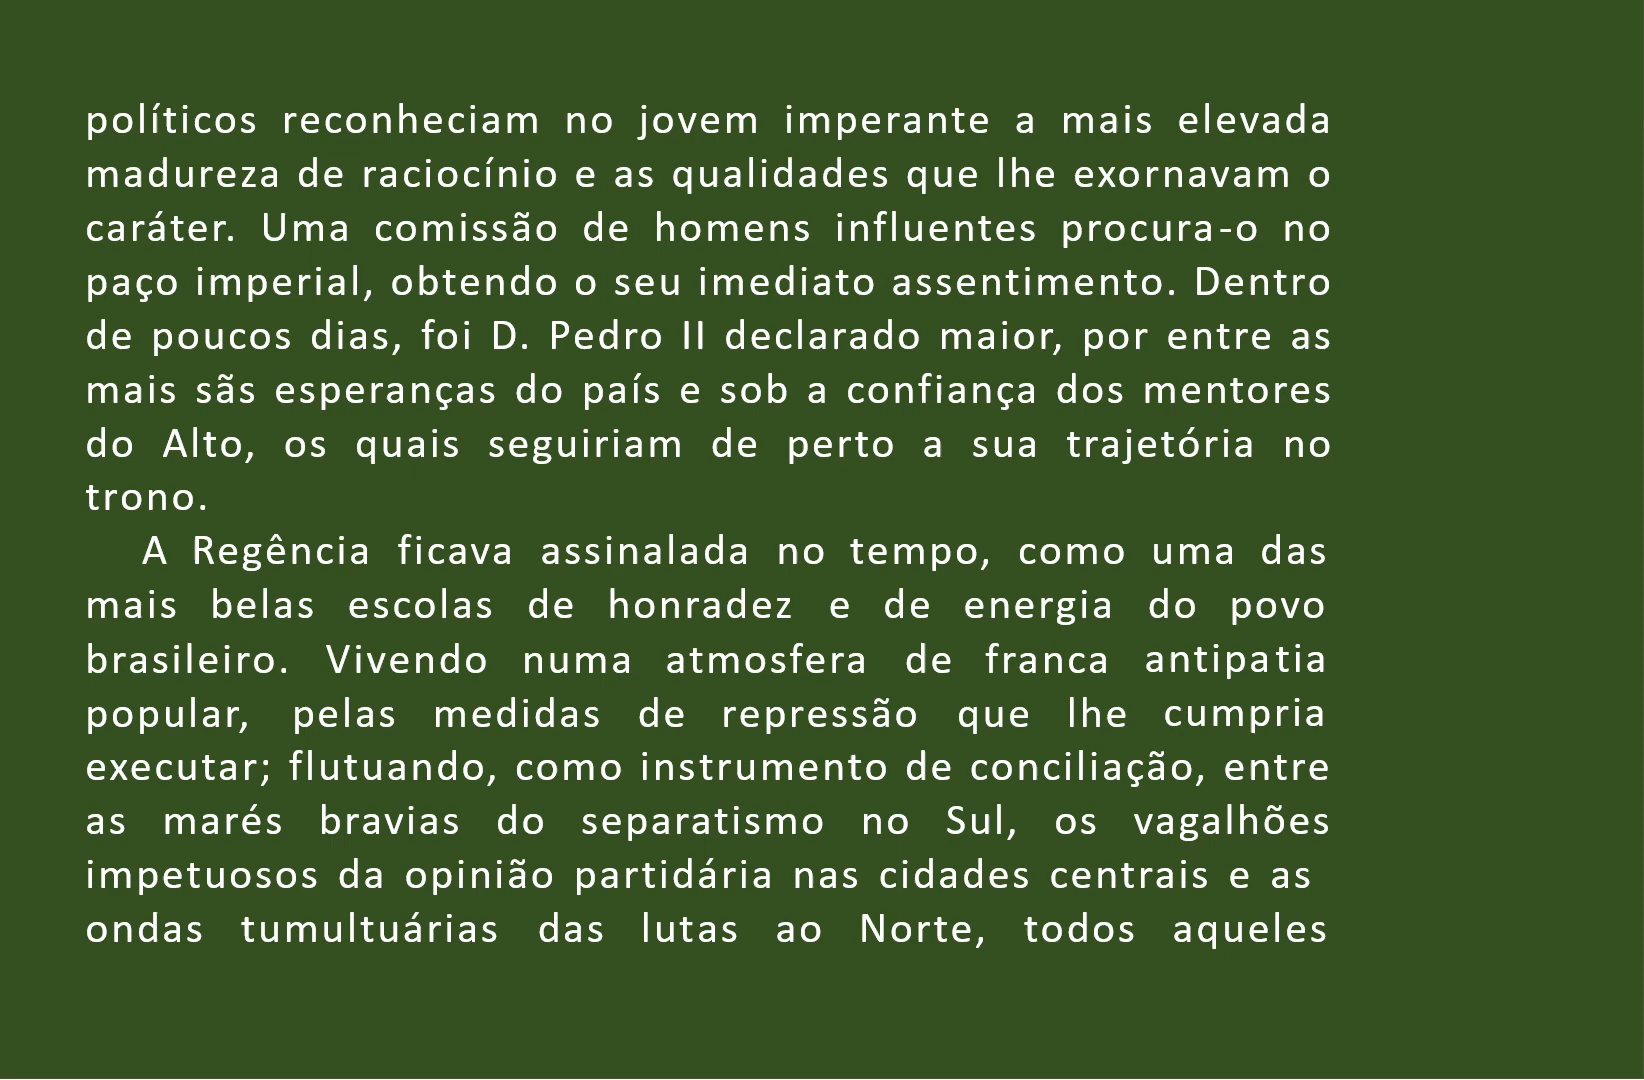 políticos reconheciam no jovem imperante a mais elevada
madureza de raciocínio e as qualidades que lhe exornavam o
caráter. Uma comissão de homens influentes procura-o no
paço imperial, obtendo o seu imediato assentimento. Dentro
de poucos dias, foi D. Pedro II declarado maior, por entre as
mais sãs esperanças do país e sob a confiança dos mentores
do Alto, os quais seguiriam de perto a sua trajetória no
trono.
A Regência ficava assinalada no tempo, como uma das
mais belas escolas de honradez e de energia do povo
brasileiro. Vivendo numa atmosfera de franca antipatia
popular, pelas medidas de repressão que lhe cumpria
executar; flutuando, como instrumento de conciliação, entre
as marés bravias do separatismo no Sul, os vagalhões
impetuosos da opinião partidária nas cidades centrais e as
ondas tumultuárias das lutas ao Norte, todos aqueles